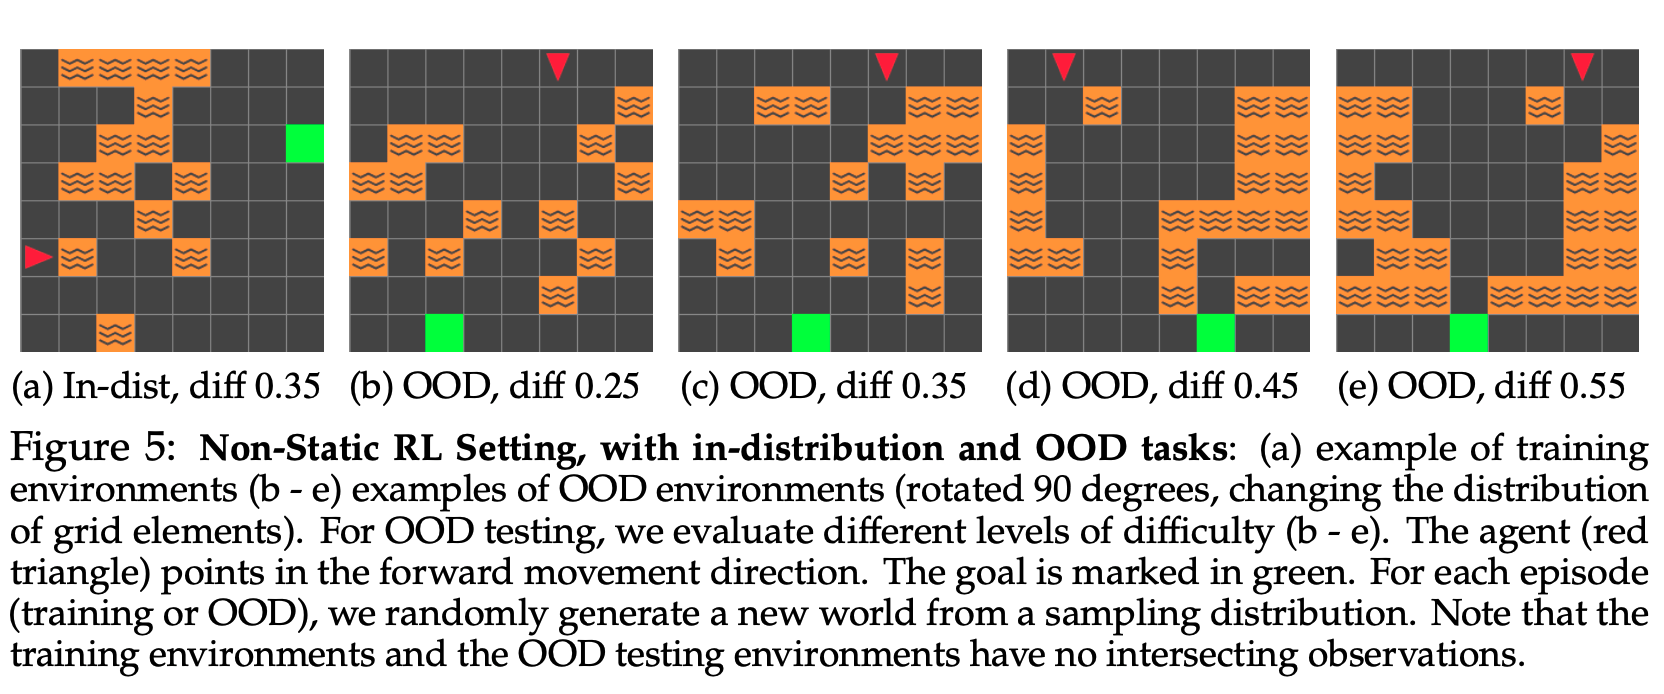 (a) In-dist, diff 0.35 (b) OOD, diff 0.25 (c) OOD, diff 0.35 (d) OOD, diff 0.45 (e) OOD, diff 0.55
Figure 5: Non-Static RL Setting, with in-distribution and OOD tasks: (a) example of training
environments (b - e) examples of OOD environments (rotated 90 degrees, changing the distribution
of grid elements). For OOD testing, we evaluate different levels of difficulty (b - e). The agent (red
triangle) points in the forward movement direction. The goal is marked in green. For each episode
(training or OOD), we randomly generate a new world from a sampling distribution. Note that the
training environments and the OOD testing environments have no intersecting observations.